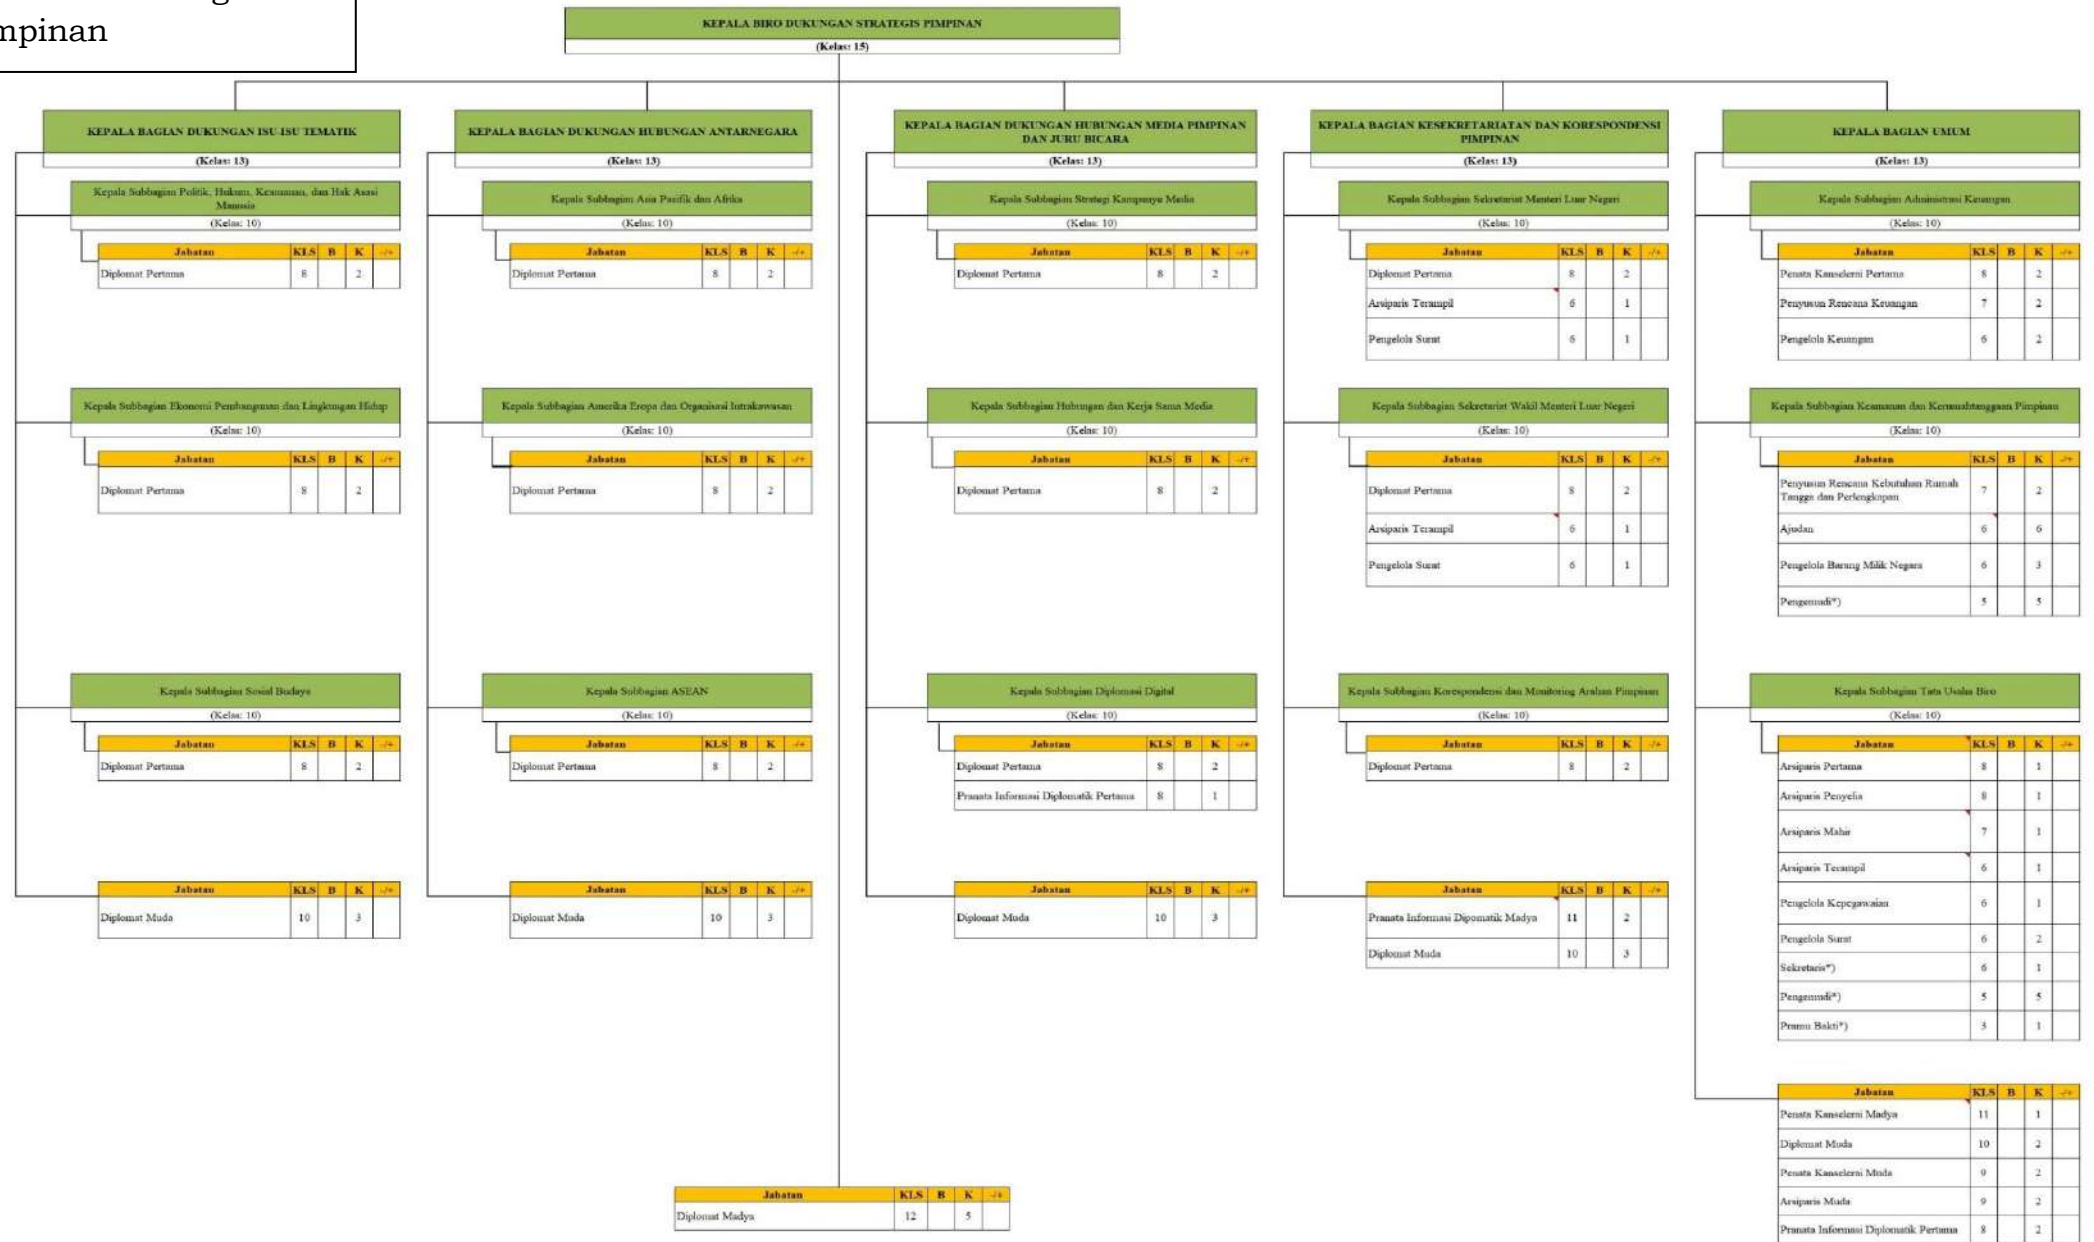 mpinan
KEPALA BIRO DUKUNGAN STRATEGIS PIMPINAN
(Kelas: 15)
KEPALA BAGIAN DUKUNGAN ISU-ISU TEMATIK
(Kelas: 13)
Kepala Subbagian Politik, Hukum, Keamanan, dan Hak Asasi
Manusia
(Kelas: 10)
Jabatan KLS B K -/+
Diplomat Pertama 8 2
Kepala Subbagian Ekonomi Pembangunan dan Lingkungan Hidup
(Kelas: 10)
Jabatan KLS B K -/+
Diplomat Pertama 8 2
Kepala Subbagian Sosial Budaya
(Kelas: 10)
Jabatan KLS B K -/+
Diplomat Pertama 8 2
Jabatan KLS B K -/+
Diplomat Muda 10 3
KEPALA BAGIAN DUKUNGAN HUBUNGAN ANTARNEGARA
(Kelas: 13)
Kepala Subbagian Asia Pasifik dan Afrika
(Kelas: 10)
Jabatan KLS B K -/+
Diplomat Pertama 8 2
Kepala Subbagian Amerika Eropa dan Organisasi Intrakawasan
(Kelas: 10)
Jabatan KLS B K -/+
Diplomat Pertama 8 2
Kepala Subbagian ASEAN
(Kelas: 10)
Jabatan KLS B K -/+
Diplomat Pertama 8 2
Jabatan KLS B K -/+
Diplomat Muda 10 3
KEPALA BAGIAN DUKUNGAN HUBUNGAN MEDIA PIMPINAN
DAN JURU BICARA
(Kelas: 13)
Kepala Subbagian Strategi Kampanye Media
(Kelas: 10)
Jabatan KLS B K -/+
Diplomat Pertama 8 2
Kepala Subbagian Hubungan dan Kerja Sama Media
(Kelas: 10)
Jabatan KLS B K -/+
Diplomat Pertama 8 2
Kepala Subbagian Diplomasi Digital
(Kelas: 10)
Jabatan KLS B K -/+
Diplomat Pertama 8 2
Pranata Informasi Diplomatik Pertama 8 1
Jabatan KLS B K -/+
Diplomat Muda 10 3
KEPALA BAGIAN KESEKRETARIATAN DAN KORESPONDENSI
PIMPINAN
(Kelas: 13)
Kepala Subbagian Sekretariat Menteri Luar Negeri
(Kelas: 10)
Jabatan KLS B K -/+
Diplomat Pertama 8 2
Arsiparis Terampil 6 1
Pengelola Surat 6 1
Kepala Subbagian Sekretariat Wakil Menteri Luar Negeri
(Kelas: 10)
Jabatan KLS B K -/+
Diplomat Pertama 8 2
Arsiparis Terampil 6 1
Pengelola Surat 6 1
Kepala Subbagian Korespondensi dan Monitoring Arahan Pimpinan
(Kelas: 10)
Jabatan KLS B K -/+
Diplomat Pertama 8 2
Jabatan KLS B K -/+
Pranata Informasi Dipomatik Madya 11 2
Diplomat Muda 10 3
KEPALA BAGIAN UMUM
(Kelas: 13)
Kepala Subbagian Administrasi Keuangan
(Kelas: 10)
Jabatan KLS B K -/+
Penata Kanselerai Pertama 8 2
Penyusun Rencana Keuangan 7 2
Pengelola Keuangan 6 2
Kepala Subbagian Keamanan dan Kerumahtanggaan Pimpinan
(Kelas: 10)
Jabatan KLS B K -/+
Penyusun Rencana Kebutuhan Rumah
Tangga dan Perlengkapan 7 2
Ajudan 6 6
Pengelola Barang Milik Negara 6 3
Pengemudi*) 5 5
Kepala Subbagian Tata Usaha Biro
(Kelas: 10)
Jabatan KLS B K -/+
Arsiparis Pertama 8 1
Arsiparis Penyelia 8 1
Arsiparis Mahir 7 1
Arsiparis Terampil 6 1
Pengelola Kepegawaian 6 1
Pengelola Surat 6 2
Sekretaris*) 6 1
Pengemudi*) 5 5
Pramu Bakti*) 3 1
Jabatan KLS B K -/+
Penata Kanselerai Madya 11 1
Diplomat Muda 10 2
Penata Kanselerai Muda 9 2
Arsiparis Muda 9 2
Pranata Informasi Diplomatik Pertama 8 2
Jabatan KLS B K -/+
Diplomat Madya 12 5